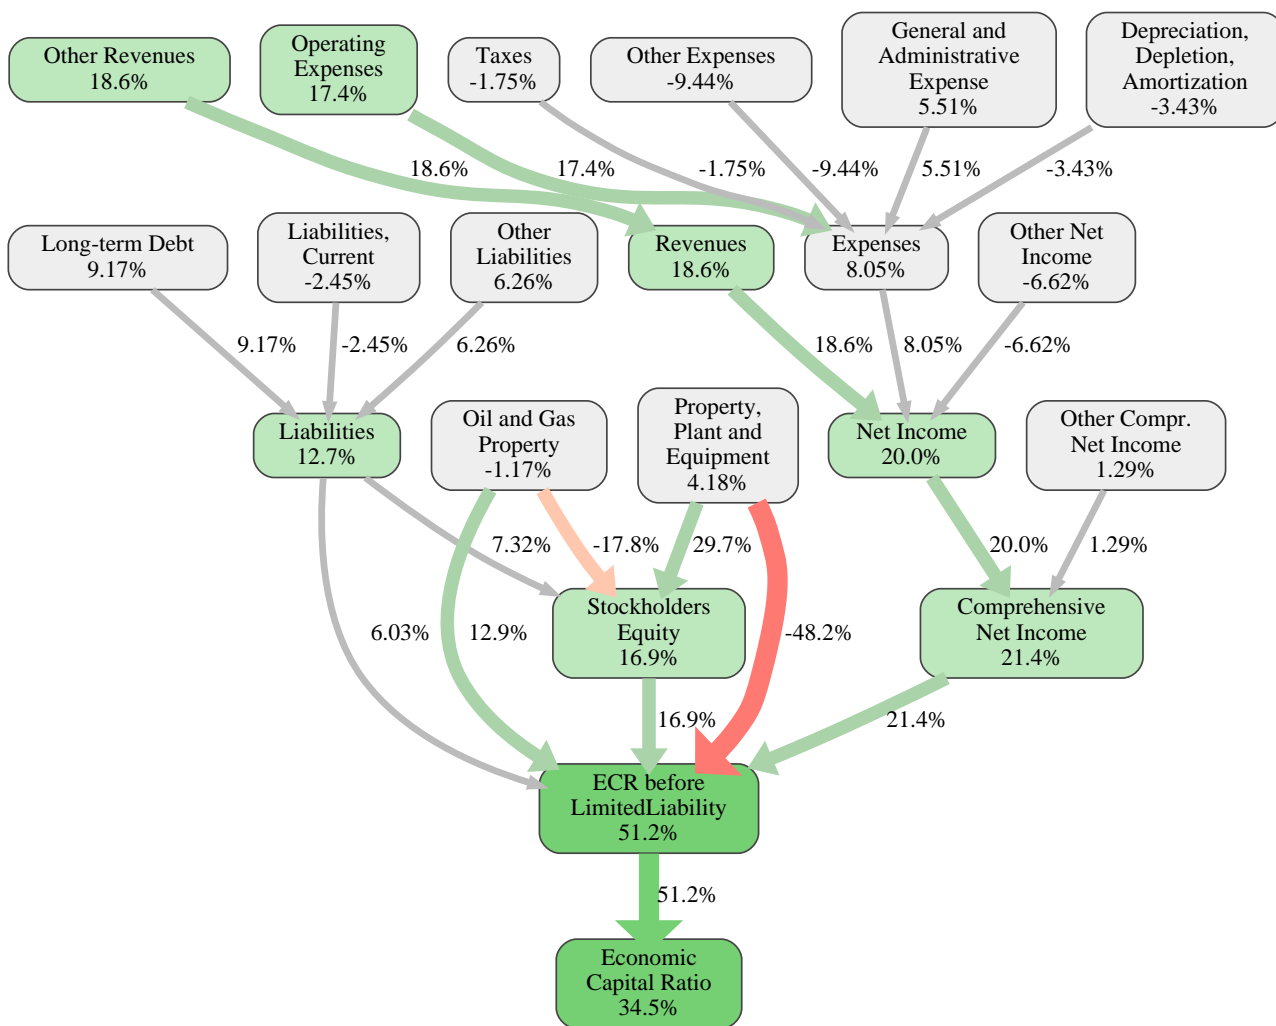 Other Revenues
18.6%
Operating
Expenses
17.4%
Taxes
-1.75%
Other Expenses
-9.44%
General and
Administrative
Expense
5.51%
Depreciation,
Depletion,
Amortization
-3.43%
18.6%
17.4%
-1.75%
-9.44%
5.51%
-3.43%
Long-term Debt
9.17%
Liabilities,
Current
-2.45%
Other
Liabilities
6.26%
Revenues
18.6%
Expenses
8.05%
Other Net
Income
-6.62%
9.17%
-2.45%
6.26%
18.6%
8.05%
-6.62%
Liabilities
12.7%
Oil and Gas
Property
-1.17%
Property,
Plant and
Equipment
4.18%
Net Income
20.0%
Other Compr.
Net Income
1.29%
7.32%
-17.8%
29.7%
20.0%
1.29%
6.03%
12.9%
Stockholders
Equity
16.9%
-48.2%
Comprehensive
Net Income
21.4%
16.9%
21.4%
ECR before
LimitedLiability
51.2%
51.2%
Economic
Capital Ratio
34.5%